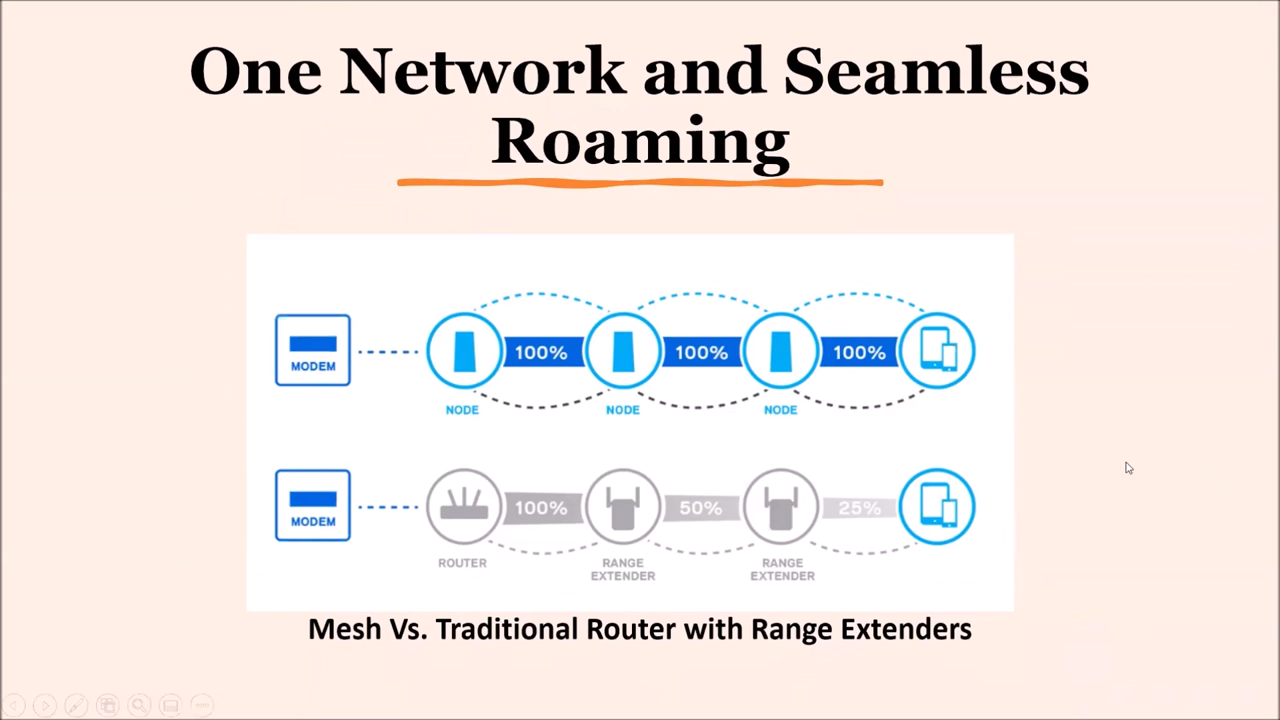 One Network and Seamless
Roaming
MODEM
100%
100%
100%
NODE
NODE
NODE
MODEM
100%
50%
25%
ROUTER
RANGE
EXTENDER
RANGE
EXTENDER
Mesh Vs. Traditional Router with Range Extenders